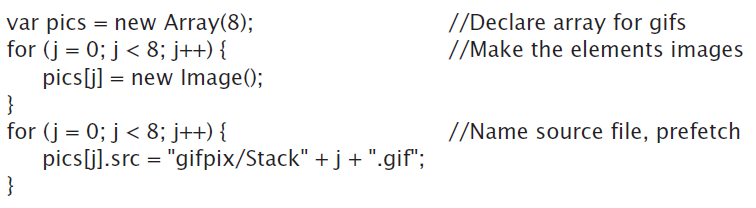 var pics = new Array(8); //Declare array for gifs
for (j = 0; j < 8; j++) { //Make the elements images
pics[j] = new Image();
}
for (j = 0; j < 8; j++) { //Name source file, prefetch
pics[j].src = "gifpix/Stack" + j + ".gif";
}